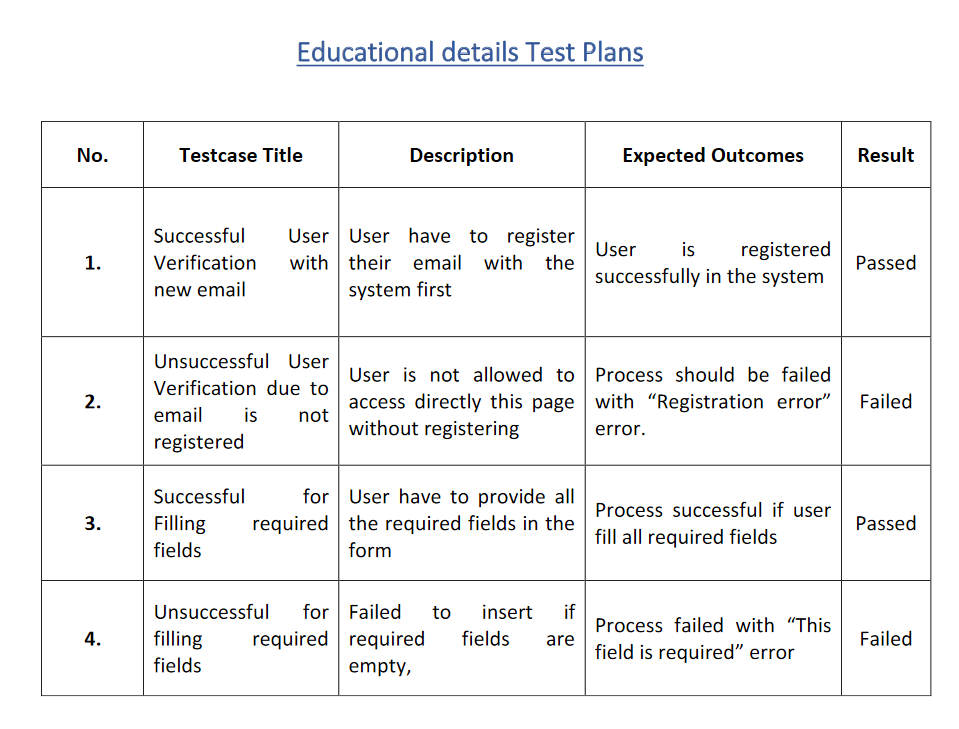 Educational details Test Plans
No. Testcase Title Description Expected Outcomes Result
1.
Successful User
Verification with
new email
User have to register
their email with the
system first
User is registered
successfully in the system
Passed
2.
Unsuccessful User
Verification due to
email is not
registered
User is not allowed to
access directly this page
without registering
Process should be failed
with “Registration error”
error.
Failed
3.
Successful for
Filling required
fields
User have to provide all
the required fields in the
form
Process successful if user
fill all required fields
Passed
4.
Unsuccessful for
filling required
fields
Failed to insert if
required fields are
empty,
Process failed with “This
field is required” error
Failed